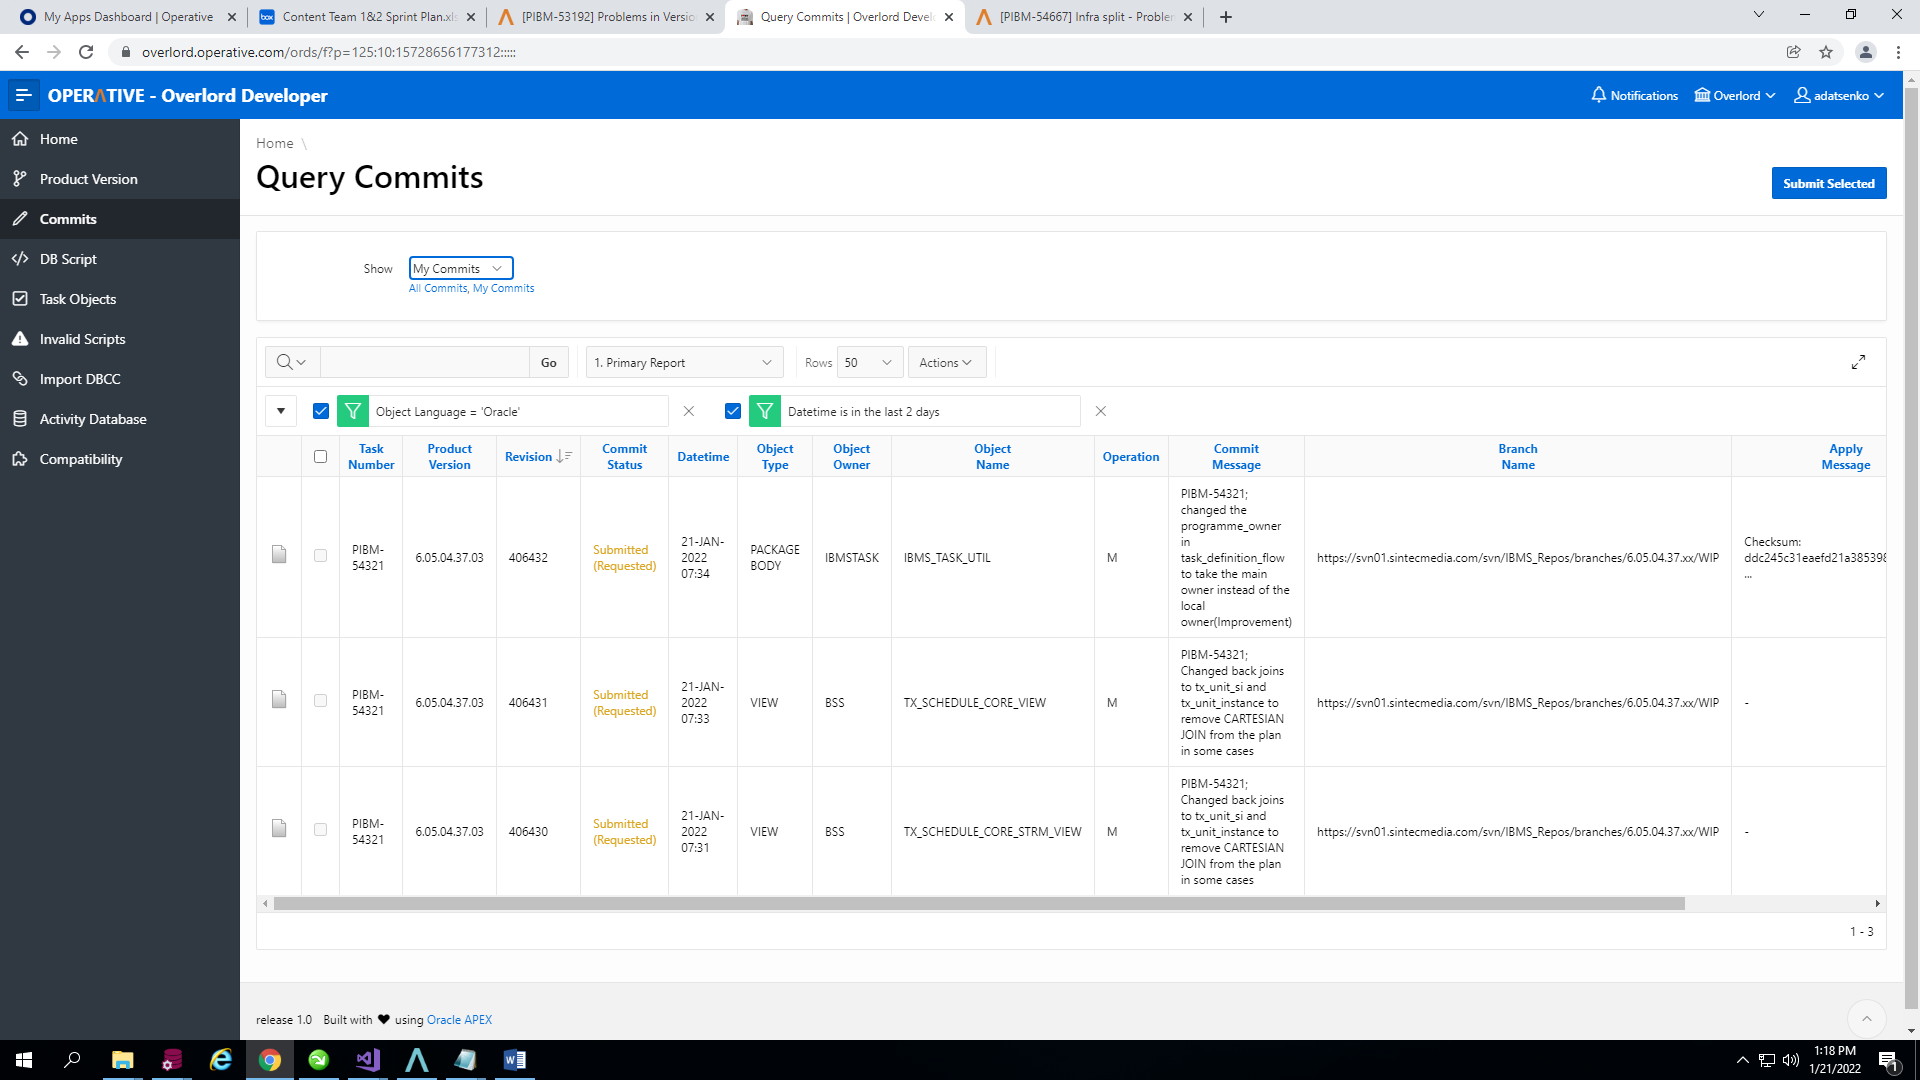 My Apps Dashboard | Operative
Content Team 1&2 Sprint Plan.xls
[PIBM-53192] Problems in Versio
Query Commits | Overlord Develo
[PIBM-54667] Infra split - Problem
overlord.operative.com/ords/f?p=125:10:15728656177312:::::
OPERATIVE - Overlord Developer
Notifications
Overlord
adatsenko
Home
Product Version
Commits
DB Script
Task Objects
Invalid Scripts
Import DBCC
Activity Database
Compatibility
Home \
Query Commits
Submit Selected
Show
My Commits
All Commits, My Commits
Go
1. Primary Report
Rows
50
Actions
Object Language = 'Oracle'
Datetime is in the last 2 days
Task Number
Product Version
Revision
Commit Status
Datetime
Object Type
Object Owner
Object Name
Operation
Commit Message
Branch Name
Apply Message
PIBM-54321
6.05.04.37.03
406432
Submitted (Requested)
21-JAN-2022 07:34
PACKAGE BODY
IBMSTASK
IBMS_TASK_UTIL
M
PIBM-54321;
changed the
programme_owner
in
task_definition_flow
to take the main
owner instead of the
local
owner(Improvement)
https://svn01.sintecmedia.com/svn/IBMS_Repos/branches/6.05.04.37.xx/WIP
Checksum:
ddc245c31eaefd21a385398
...
PIBM-54321
6.05.04.37.03
406431
Submitted (Requested)
21-JAN-2022 07:33
VIEW
BSS
TX_SCHEDULE_CORE_VIEW
M
PIBM-54321;
Changed back joins
to tx_unit_si and
tx_unit_instance to
remove CARTESIAN
JOIN from the plan
in some cases
https://svn01.sintecmedia.com/svn/IBMS_Repos/branches/6.05.04.37.xx/WIP
-
PIBM-54321
6.05.04.37.03
406430
Submitted (Requested)
21-JAN-2022 07:31
VIEW
BSS
TX_SCHEDULE_CORE_STRM_VIEW
M
PIBM-54321;
Changed back joins
to tx_unit_si and
tx_unit_instance to
remove CARTESIAN
JOIN from the plan
in some cases
https://svn01.sintecmedia.com/svn/IBMS_Repos/branches/6.05.04.37.xx/WIP
-
1 - 3
release 1.0 Built with ♥ using Oracle APEX
1:18 PM
1/21/2022
1